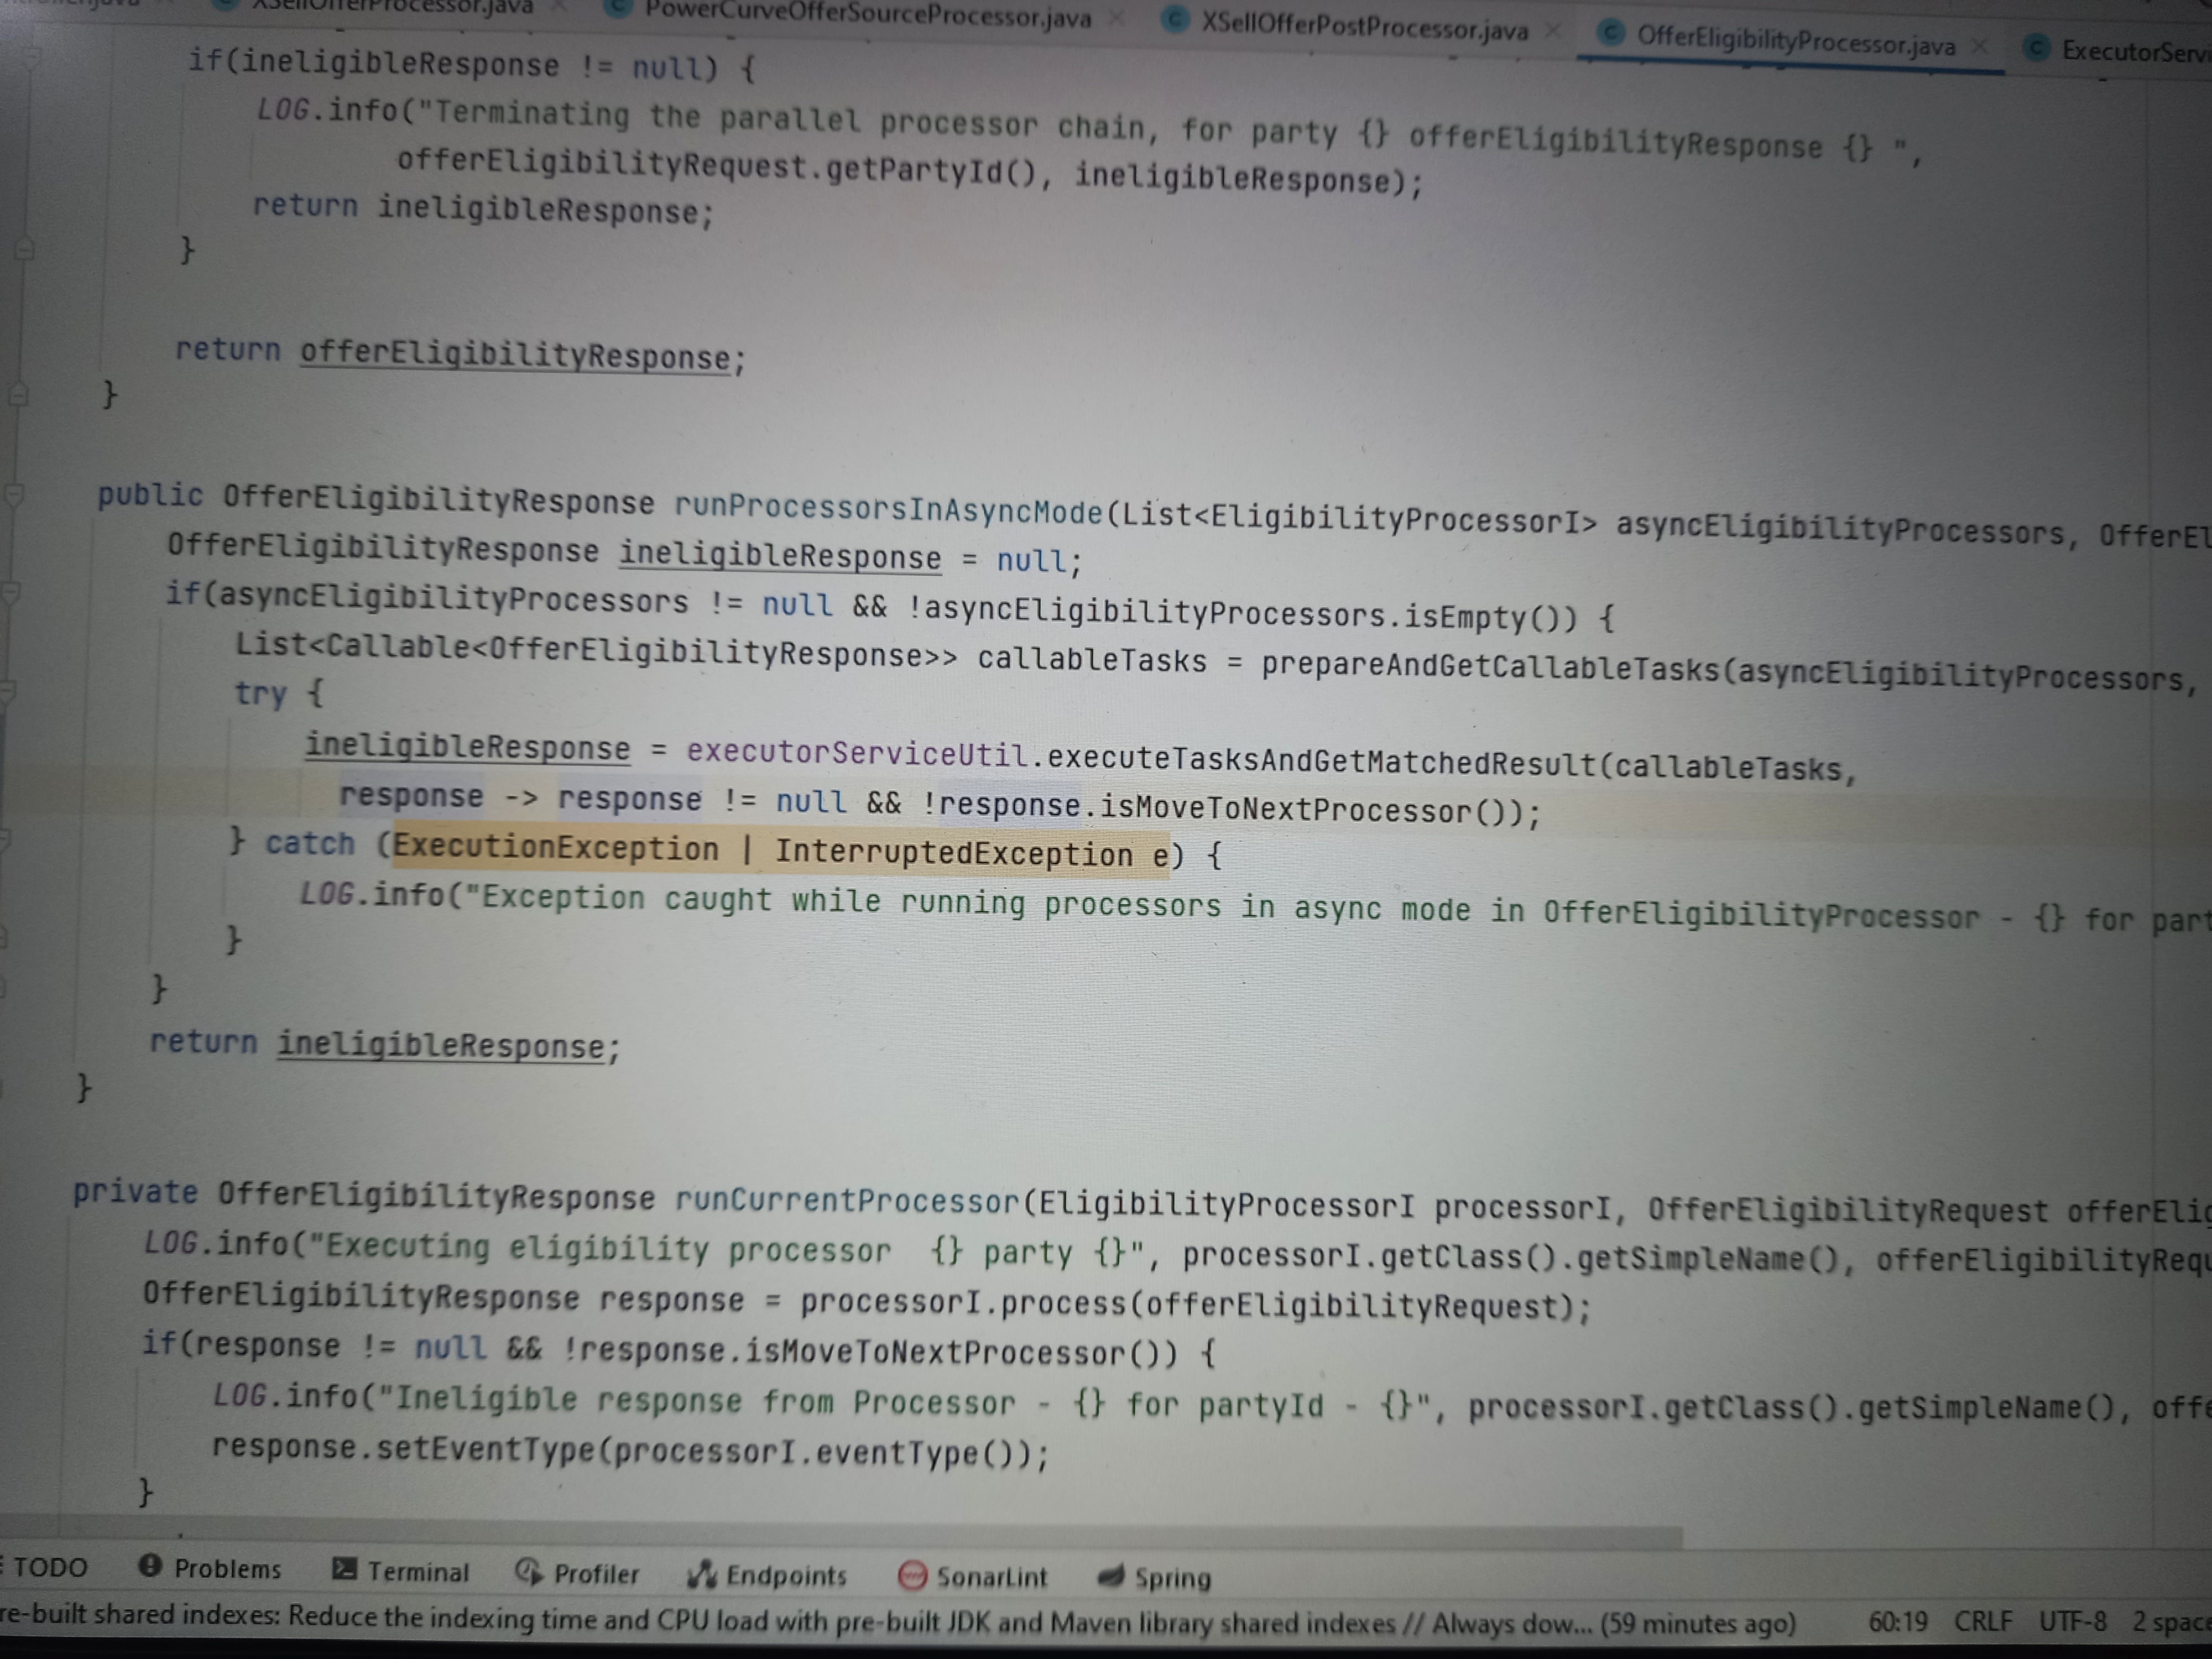 XSellOfferProcessor.java PowerCurveOfferSourceProcessor.java XSellOfferPostProcessor.java OfferEligibilityProcessor.java ExecutorServi
if(ineligibleResponse != null) {
LOG.info("Terminating the parallel processor chain, for party {} offerEligibilityResponse {} ",
offerEligibilityRequest.getPartyId(), ineligibleResponse);
return ineligibleResponse;
}
return offerEligibilityResponse;
}
public OfferEligibilityResponse runProcessorsInAsyncMode(List<EligibilityProcessorI> asyncEligibilityProcessors, OfferEl
OfferEligibilityResponse ineligibleResponse = null;
if(asyncEligibilityProcessors != null && !asyncEligibilityProcessors.isEmpty()) {
List<Callable<OfferEligibilityResponse>> callableTasks = prepareAndGetCallableTasks(asyncEligibilityProcessors,
try {
ineligibleResponse = executorServiceUtil.executeTasksAndGetMatchedResult(callableTasks,
response -> response != null && !response.isMoveToNextProcessor());
} catch (ExecutionException | InterruptedException e) {
LOG.info("Exception caught while running processors in async mode in OfferEligibilityProcessor - {} for part
}
}
return ineligibleResponse;
}
private OfferEligibilityResponse runCurrentProcessor(EligibilityProcessorI processorI, OfferEligibilityRequest offerElig
LOG.info("Executing eligibility processor  {} party {}", processorI.getClass().getSimpleName(), offerEligibilityRequ
OfferEligibilityResponse response = processorI.process(offerEligibilityRequest);
if(response != null && !response.isMoveToNextProcessor()) {
LOG.info("Ineligible response from Processor - {} for partyId - {}", processorI.getClass().getSimpleName(), offe
response.setEventType(processorI.eventType());
}
TODO Problems Terminal Profiler Endpoints SonarLint Spring
re-built shared indexes: Reduce the indexing time and CPU load with pre-built JDK and Maven library shared indexes // Always dow... (59 minutes ago) 60:19 CRLF UTF-8 2 space